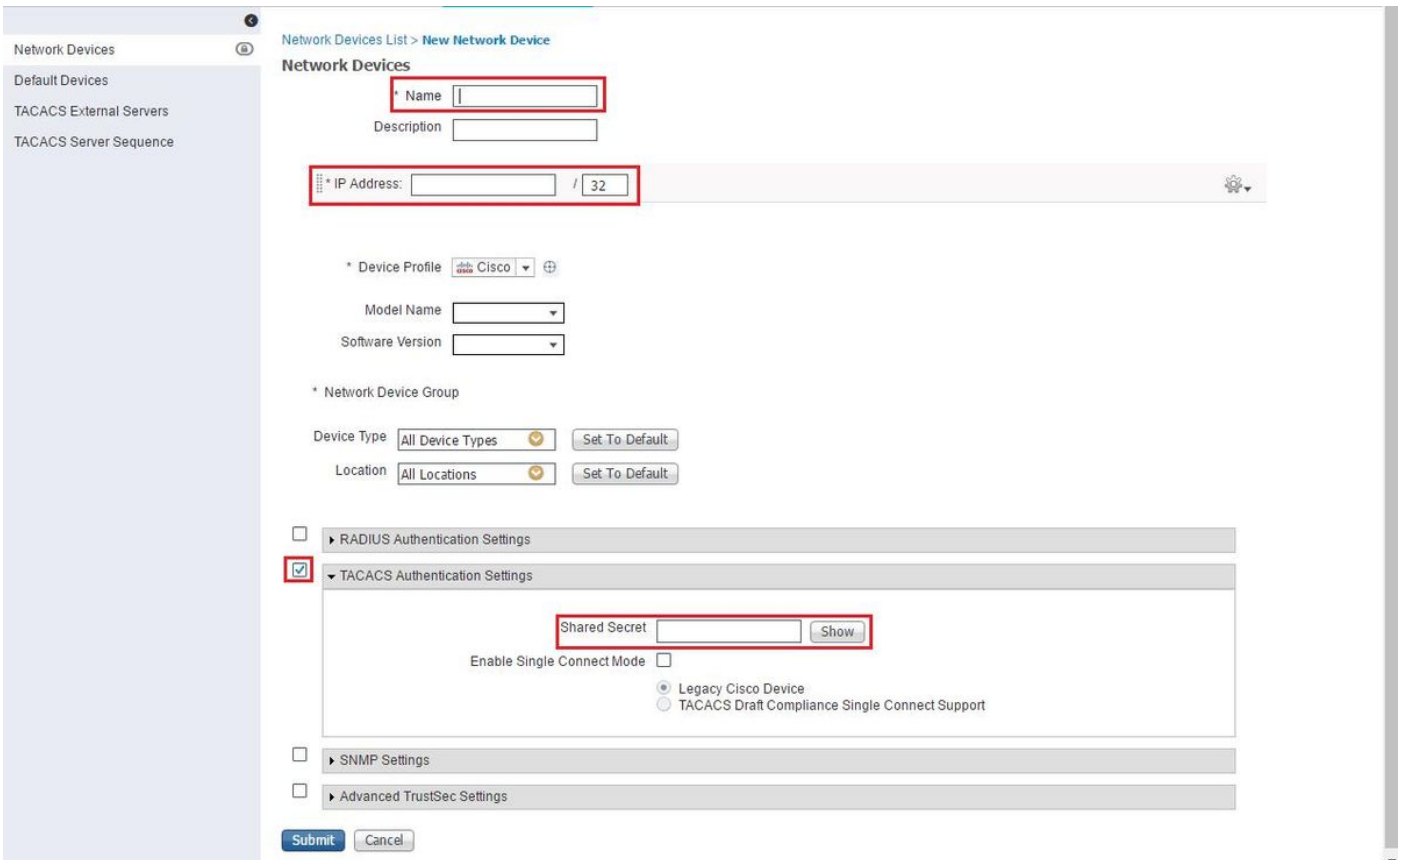 Network Devices
Default Devices
TACACS External Servers
TACACS Server Sequence
Network Devices List > New Network Device
Network Devices
* Name
Description
* IP Address: / 32
* Device Profile Cisco
Model Name
Software Version
* Network Device Group
Device Type All Device Types Set To Default
Location All Locations Set To Default
RADIUS Authentication Settings
TACACS Authentication Settings
Shared Secret Show
Enable Single Connect Mode
Legacy Cisco Device
TACACS Draft Compliance Single Connect Support
SNMP Settings
Advanced TrustSec Settings
Submit Cancel